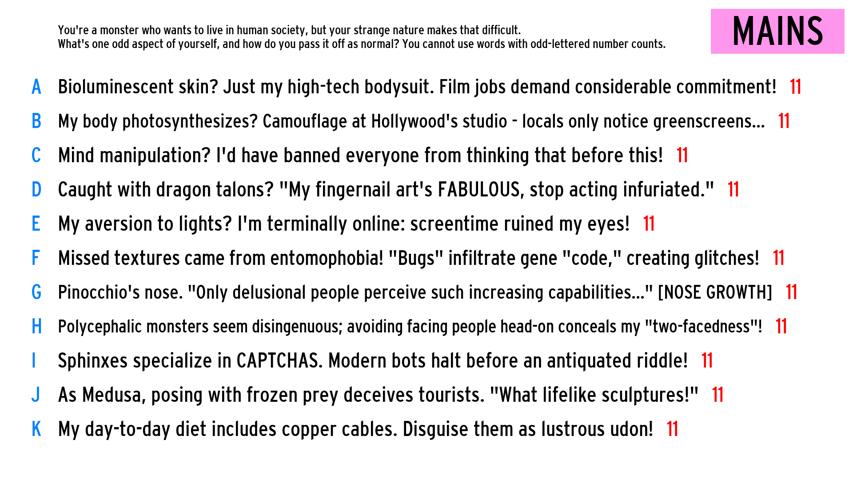 You're a monster who wants to live in human society, but your strange nature makes that difficult.
What's one odd aspect of yourself, and how do you pass it off as normal? You cannot use words with odd-lettered number counts.
MAINS
A Bioluminescent skin? Just my high-tech bodysuit. Film jobs demand considerable commitment! 11
B My body photosynthesizes? Camouflage at Hollywood's studio - locals only notice greenscreens... 11
C Mind manipulation? I'd have banned everyone from thinking that before this! 11
D Caught with dragon talons? "My fingernail art's FABULOUS, stop acting infuriated." 11
E My aversion to lights? I'm terminally online: screentime ruined my eyes! 11
F Missed textures came from entomophobia! "Bugs" infiltrate gene "code," creating glitches! 11
G Pinocchio's nose. "Only delusional people perceive such increasing capabilities..." [NOSE GROWTH] 11
H Polycephalic monsters seem disingenuous; avoiding facing people head-on conceals my "two-facedness"! 11
I Sphinxes specialize in CAPTCHAS. Modern bots halt before an antiquated riddle! 11
J As Medusa, posing with frozen prey deceives tourists. "What lifelike sculptures!" 11
K My day-to-day diet includes copper cables. Disguise them as lustrous udon! 11